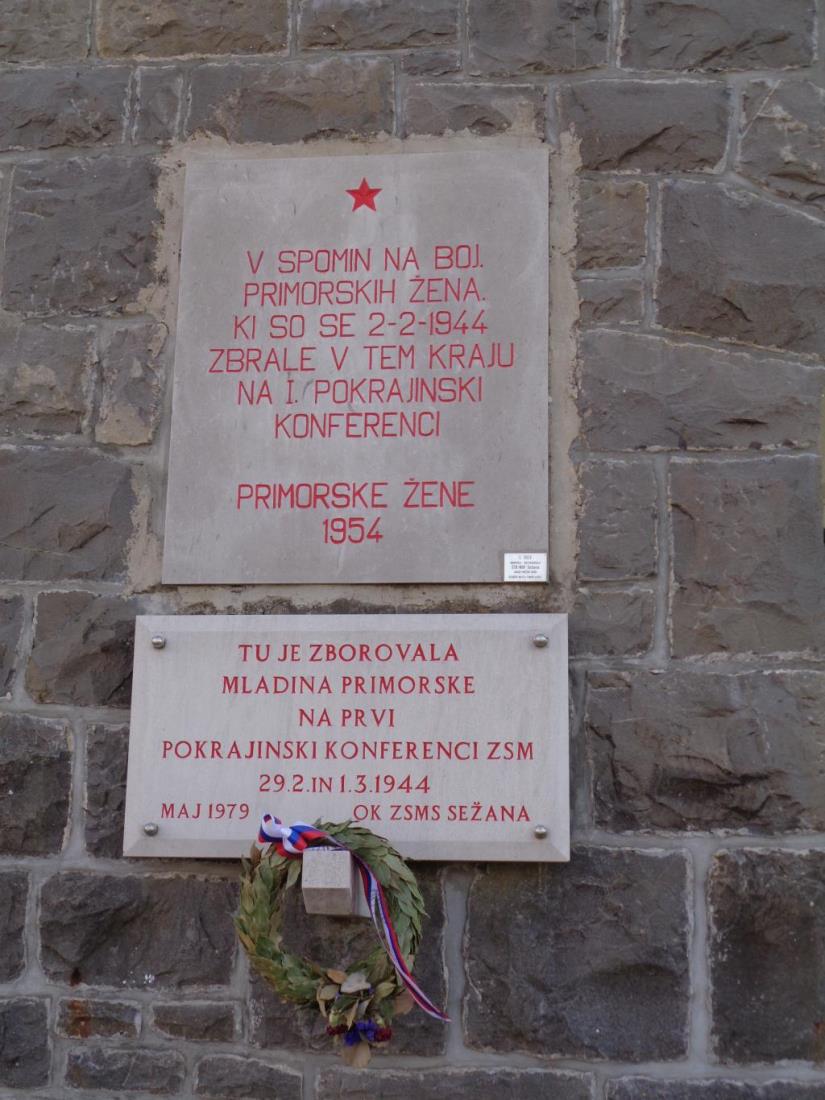 V SPOMIN NA BOJ.
PRIMORSKIH ŽENA.
KI SO SE 2-2-1944
ZBRALE V TEM KRAJU
NA I. POKRAJINSKI
KONFERENCI
PRIMORSKE ŽENE
1954
TU JE ZBOROVALA
MLADINA PRIMORSKE
NA PRVI
POKRAJINSKI KONFERENCI ZSM
29.2. IN 1.3.1944
MAJ 1979 OK ZSMS SEŽANA